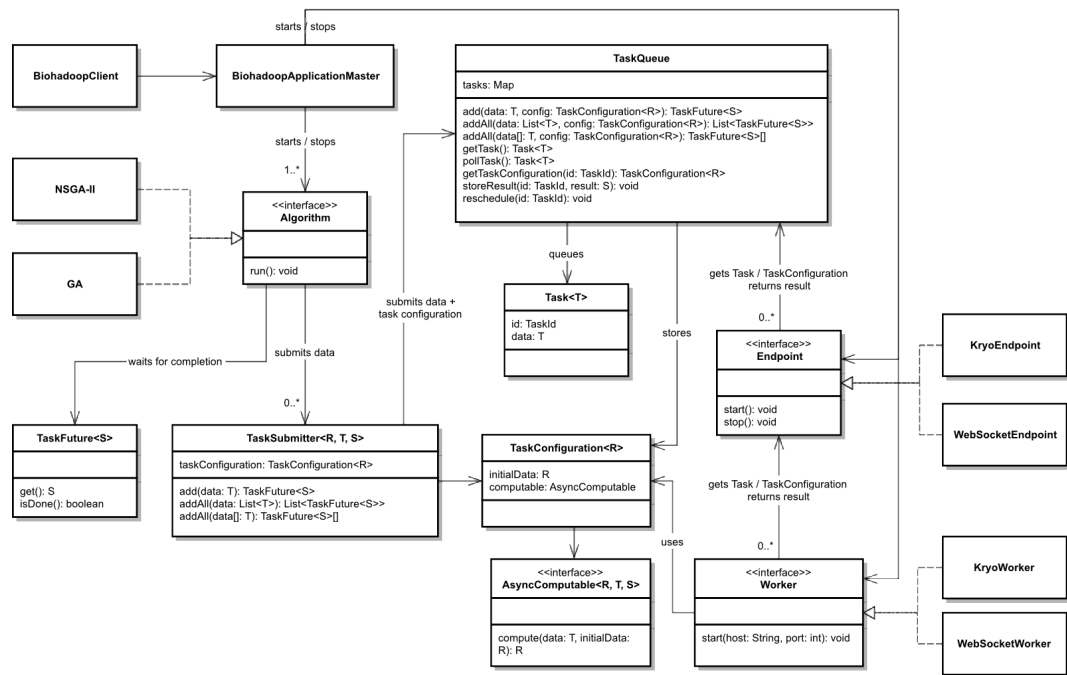 starts / stops
BiohadoopClient
BiohadoopApplicationMaster
TaskQueue
tasks: Map
add(data: T, config: TaskConfiguration<R>): TaskFuture<S>
addAll(data: List<T>, config: TaskConfiguration<R>): List<TaskFuture<S>>
addAll(data[]: T, config: TaskConfiguration<R>): TaskFuture<S>[]
getTask(): Task<T>
pollTask(): Task<T>
getTaskConfiguration(id: TaskId): TaskConfiguration<R>
storeResult(id: TaskId, result: S): void
reschedule(id: TaskId): void
starts / stops
1..*
NSGA-II
GA
<<interface>>
Algorithm
run(): void
queues
gets Task / TaskConfiguration
returns result
0..*
Task<T>
id: TaskId
data: T
submits data +
task configuration
stores
<<interface>>
Endpoint
start(): void
stop(): void
KryoEndpoint
WebSocketEndpoint
waits for completion
submits data
0..*
TaskFuture<S>
get(): S
isDone(): boolean
TaskSubmitter<R, T, S>
taskConfiguration: TaskConfiguration<R>
add(data: T): TaskFuture<S>
addAll(data: List<T>): List<TaskFuture<S>>
addAll(data[]: T): TaskFuture<S>[]
TaskConfiguration<R>
initialData: R
computable: AsyncComputable
gets Task / TaskConfiguration
returns result
0..*
uses
<<interface>>
AsyncComputable<R, T, S>
compute(data: T, initialData:
R): R
<<interface>>
Worker
start(host: String, port: int): void
KryoWorker
WebSocketWorker